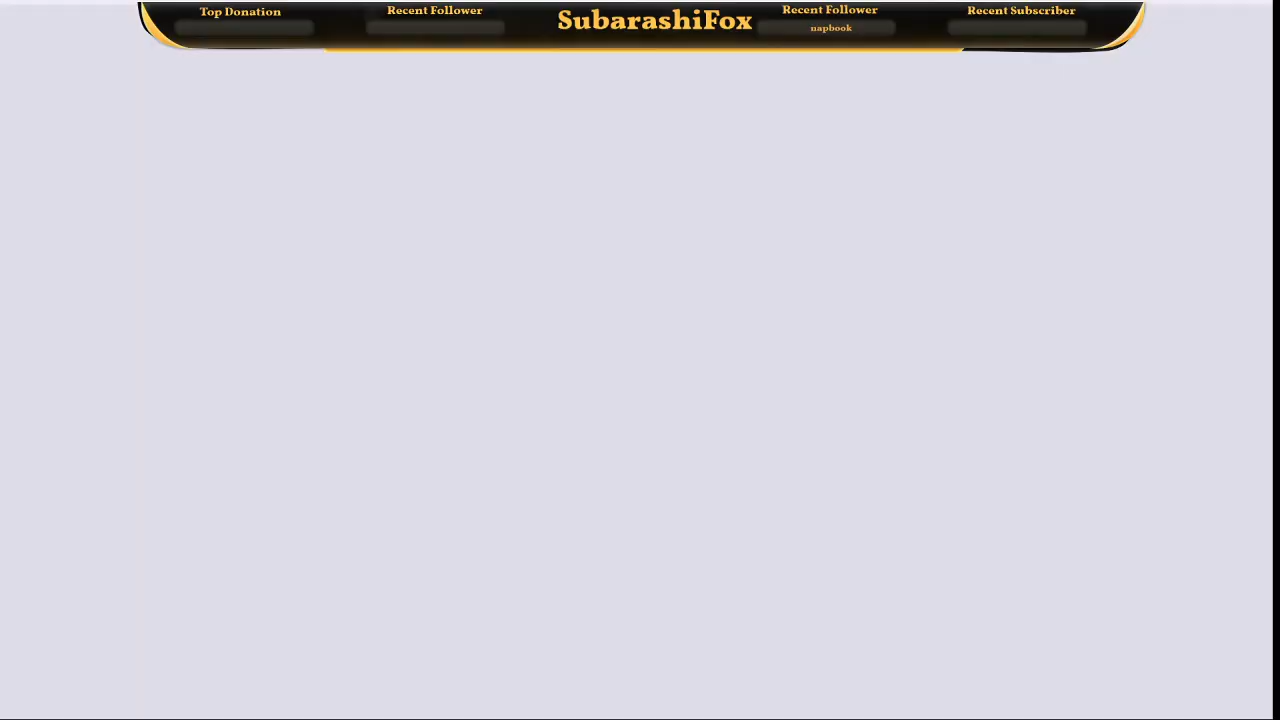 Top Donation
Recent Follower
SubarashiFox
Recent Follower
napbook
Recent Subscriber